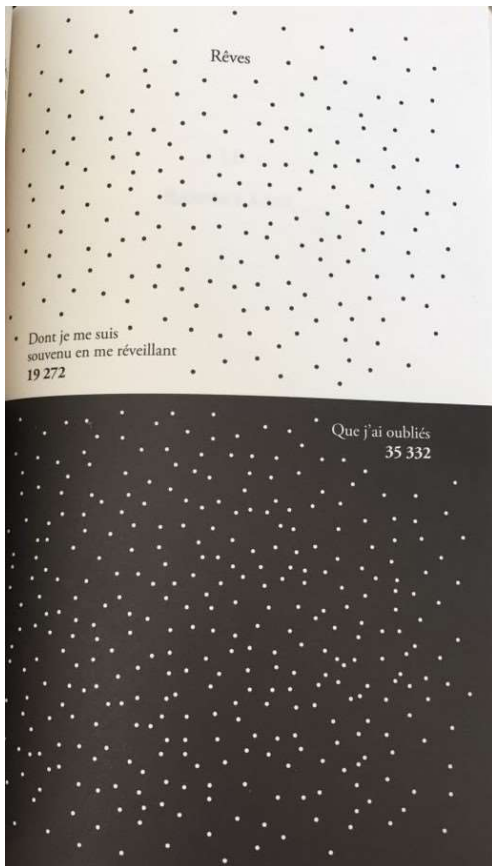 Rêves
Dont je me suis
souvenu en me réveillant
19 272
Que j'ai oubliés
35 332